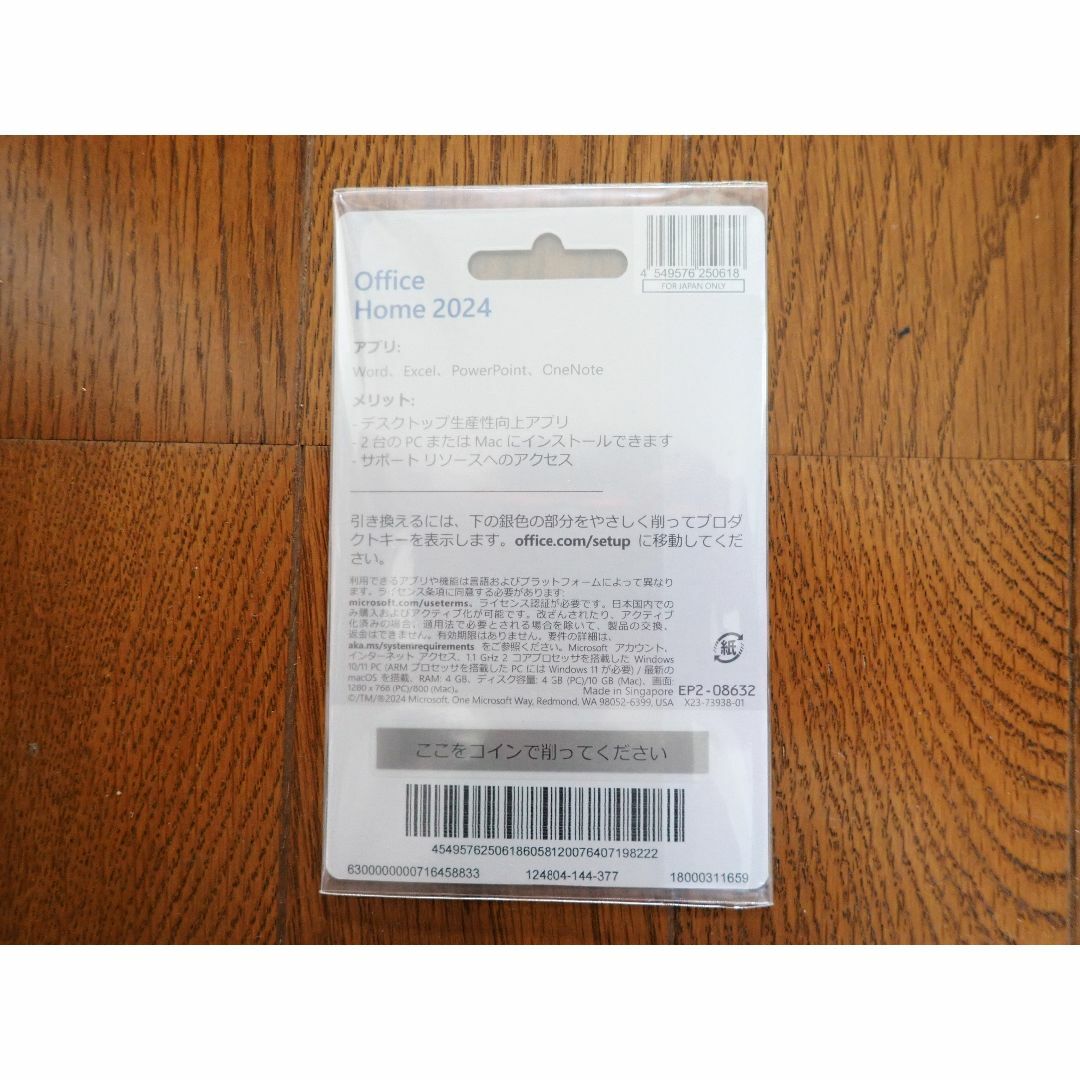 4 549576 250618
FOR JAPAN ONLY
Office
Home 2024
アプリ:
Word、Excel、PowerPoint、OneNote
メリット:
- デスクトップ生産性向上アプリ
- 2 台の PC または Mac にインストールできます
- サポート リソースへのアクセス
引き換えるには、下の銀色の部分をやさしく削ってプロダ
クトキーを表示します。office.com/setup に移動してくだ
さい。
利用できるアプリや機能は言語およびプラットフォームによって異なり
ます。ライセンス条項に同意する必要があります:
microsoft.com/useterms。ライセンス認証が必要です。日本国内での
み購入およびアクティブ化が可能です。改ざんされたり、アクティブ
化済みの場合、適用法で必要とされる場合を除いて、製品の交換、
返金はできません。有効期限はありません。要件の詳細は、
aka.ms/systemrequirements をご参照ください。Microsoft アカウント、
インターネット アクセス、1.1 GHz 2 コアプロセッサを搭載した Windows
10/11 PC (ARM プロセッサを搭載した PC には Windows 11 が必要) / 最新の
macOS を搭載、RAM: 4 GB、ディスク容量: 4 GB (PC)/10 GB (Mac)、画面:
1280 x 768 (PC)/800 (Mac)。
紙
Made in Singapore EP2-08632
©/TM/®2024 Microsoft, One Microsoft Way, Redmond, WA 98052-6399, USA X23-73938-01
ここをコインで削ってください
4549576250618605812007640719​8222
6300000000716458833 124804-144-377 18000311659